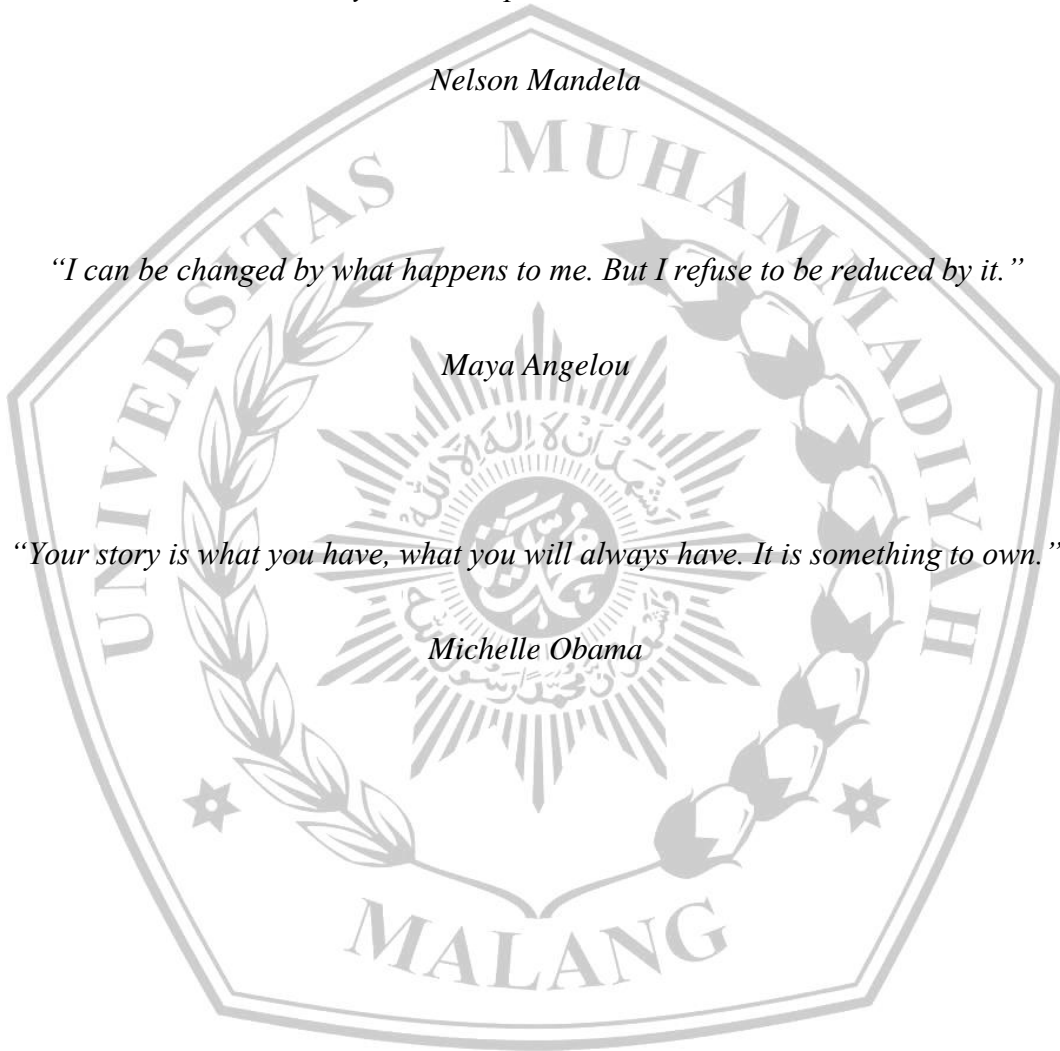 Nelson Mandela
UNIVERSITAS MUHAMMADIYAH
“I can be changed by what happens to me. But I refuse to be reduced by it.”
Maya Angelou
“Your story is what you have, what you will always have. It is something to own.”
Michelle Obama
MALANG